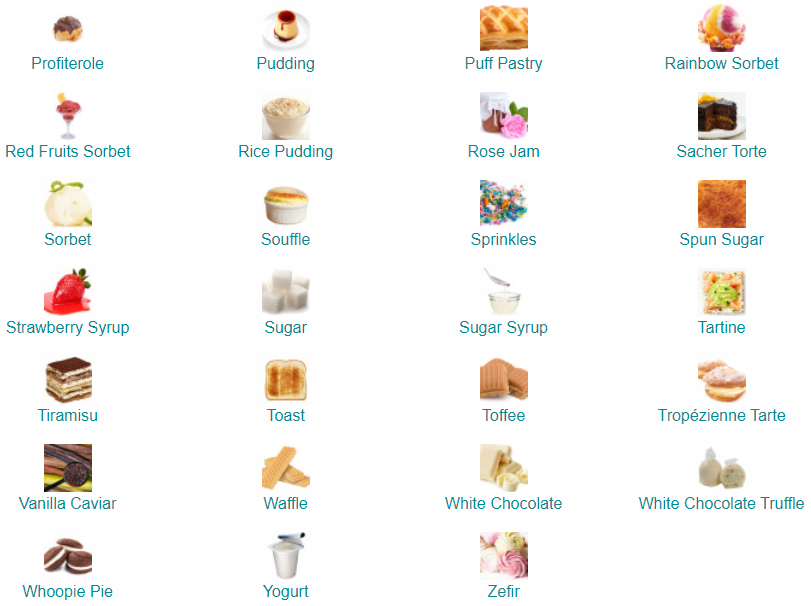 Profiterole
Pudding
Puff Pastry
Rainbow Sorbet
Red Fruits Sorbet
Rice Pudding
Rose Jam
Sacher Torte
Sorbet
Souffle
Sprinkles
Spun Sugar
Strawberry Syrup
Sugar
Sugar Syrup
Tartine
Tiramisu
Toast
Toffee
Tropézienne Tarte
Vanilla Caviar
Waffle
White Chocolate
White Chocolate Truffle
Whoopie Pie
Yogurt
Zefir